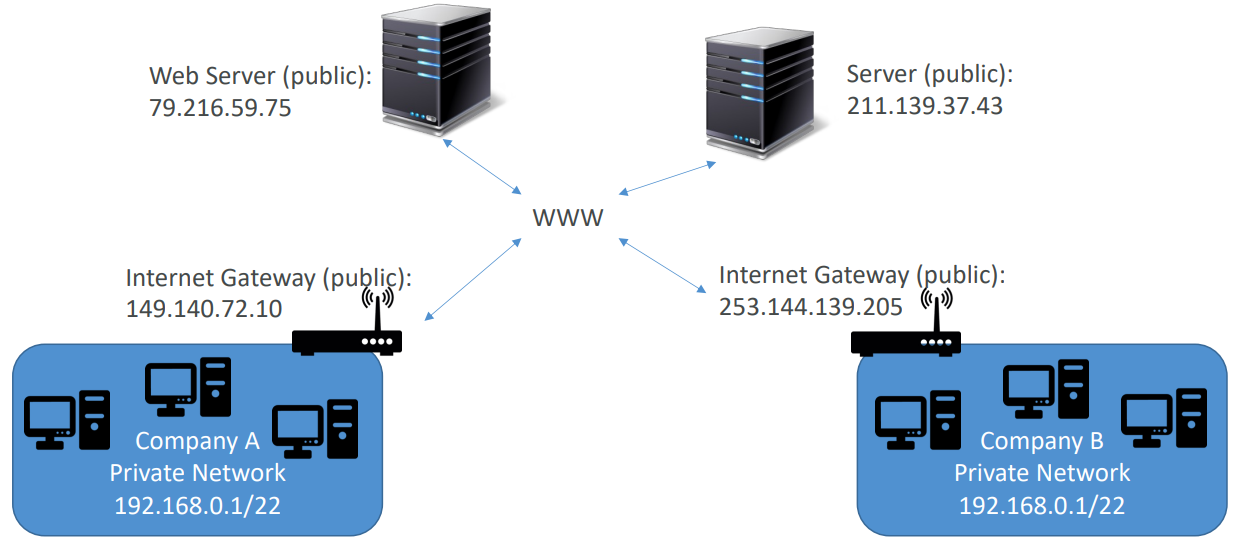 Web Server (public):
79.216.59.75
Server (public):
211.139.37.43
WWW
Internet Gateway (public):
149.140.72.10
Internet Gateway (public):
253.144.139.205
Company A
Private Network
192.168.0.1/22
Company B
Private Network
192.168.0.1/22